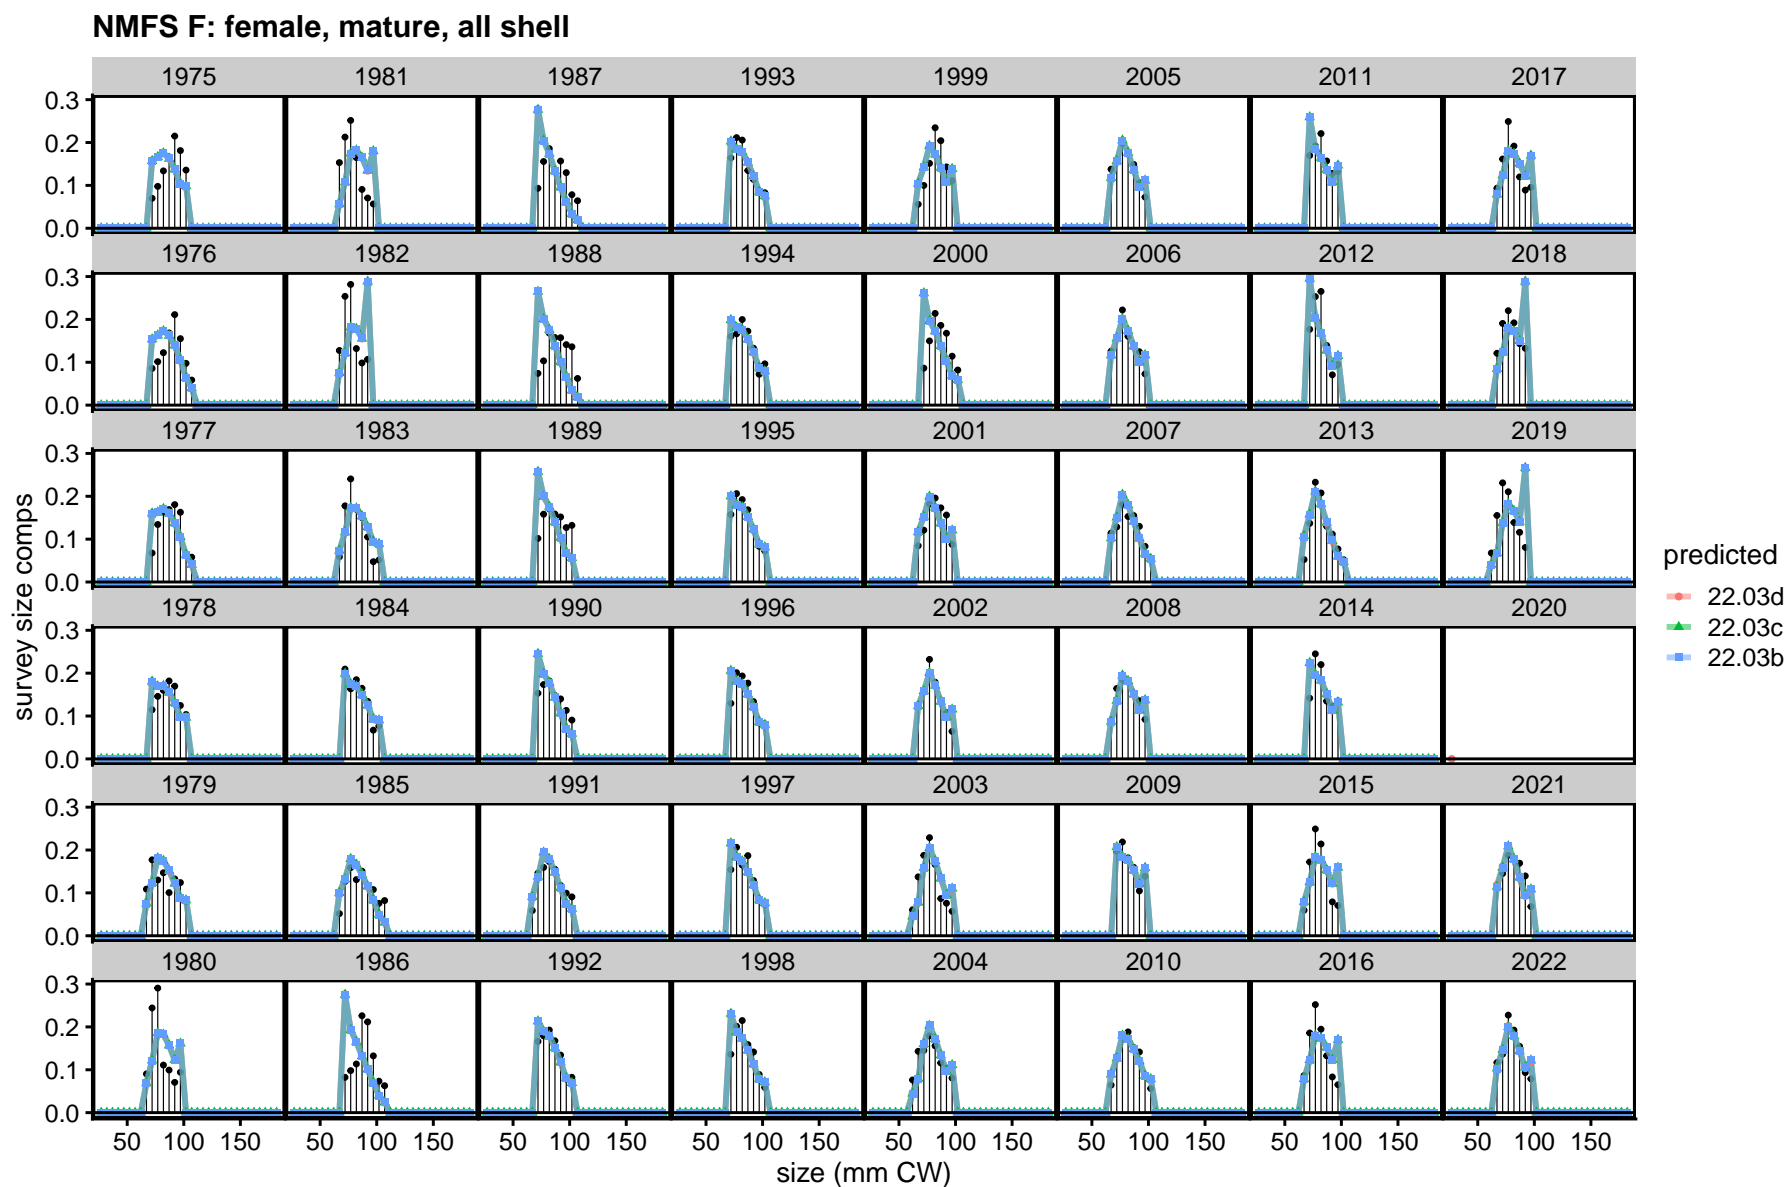 NMFS F: female, mature, all shell
1975 1981 1987 1993 1999 2005 2011 2017
0.3
0.2
0.1
0.0
1976 1982 1988 1994 2000 2006 2012 2018
0.3
0.2
0.1
0.0
1977 1983 1989 1995 2001 2007 2013 2019
0.3
0.2
0.1
0.0
1978 1984 1990 1996 2002 2008 2014 2020
0.3
0.2
0.1
0.0
1979 1985 1991 1997 2003 2009 2015 2021
0.3
0.2
0.1
0.0
1980 1986 1992 1998 2004 2010 2016 2022
0.3
0.2
0.1
0.0
50 100 150 50 100 150 50 100 150 50 100 150 50 100 150 50 100 150 50 100 150 50 100 150
size (mm CW)
survey size comps
predicted
22.03d
22.03c
22.03b